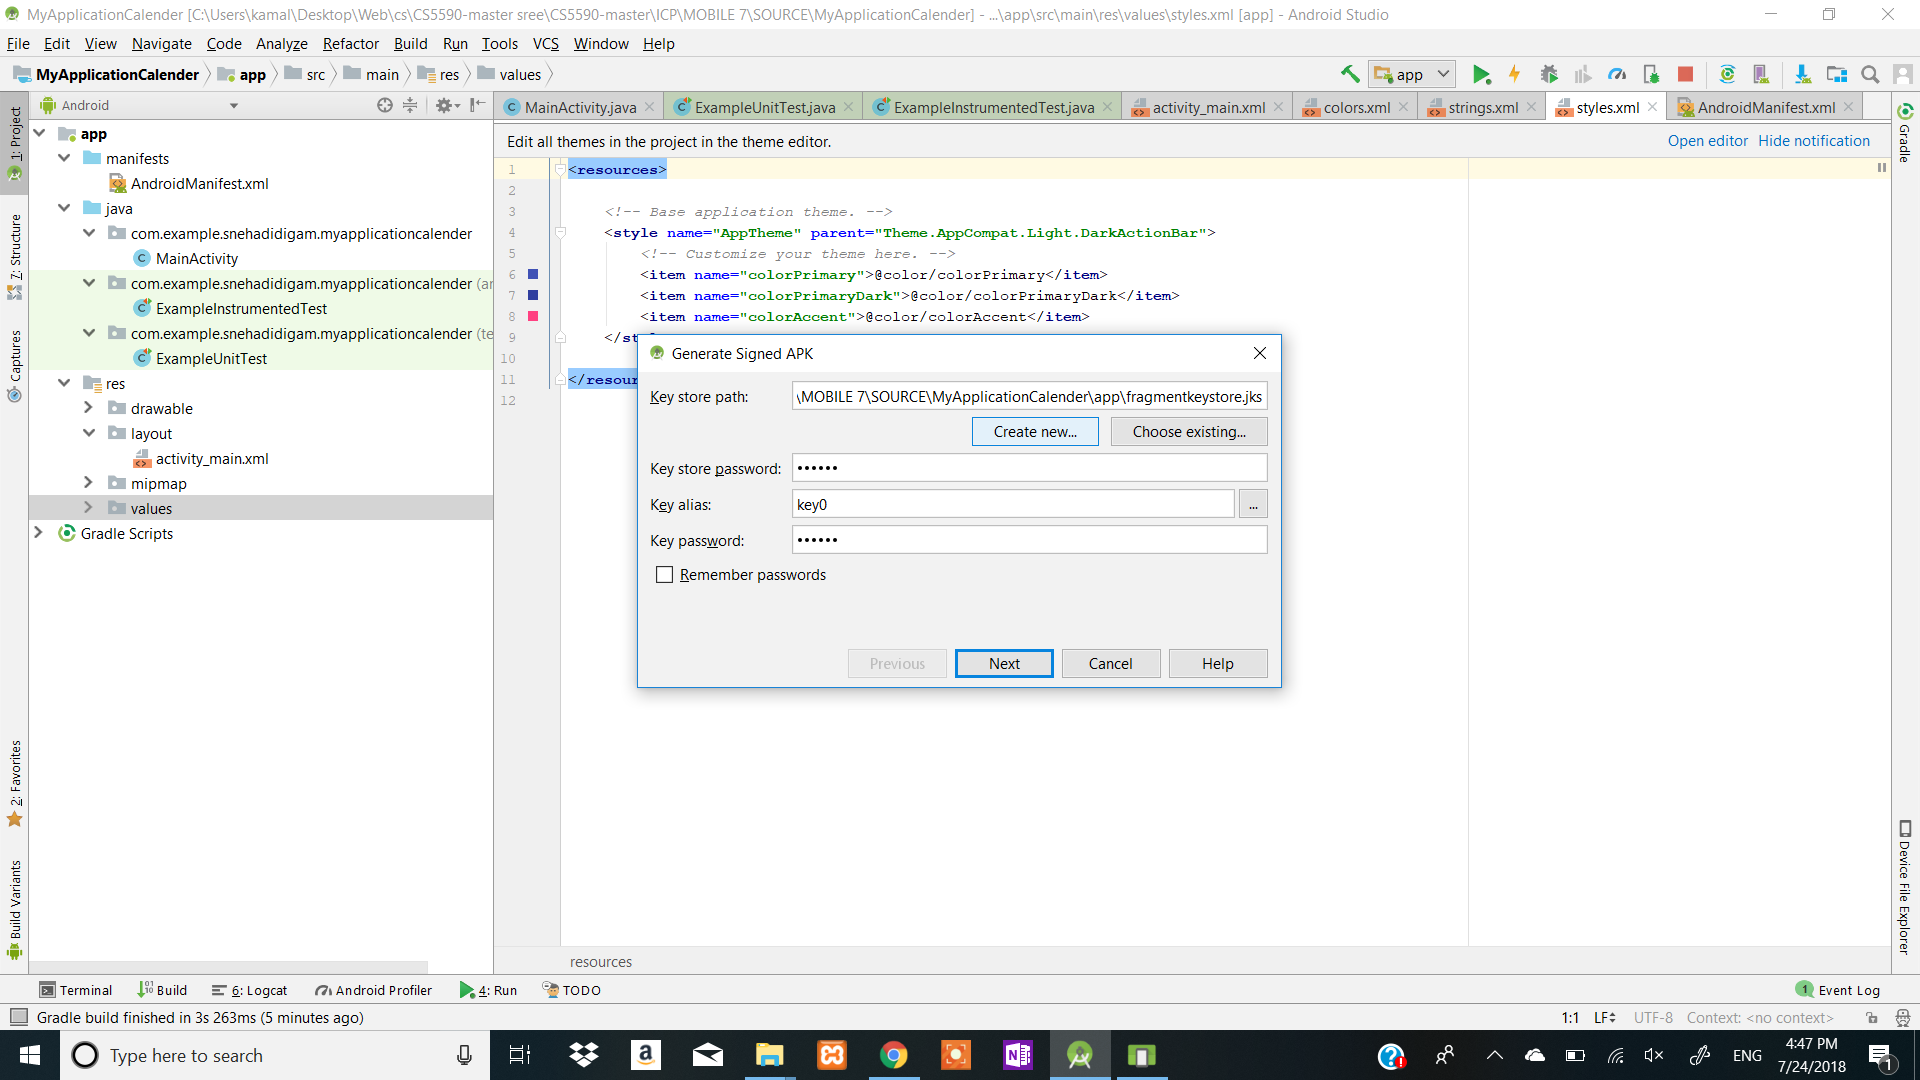 MyApplicationCalender [C:\Users\kamal\Desktop\Web\cs\CS5590-master sree\CS5590-master\ICP\MOBILE 7\SOURCE\MyApplicationCalender] - ...\app\src\main\res\values\styles.xml [app] - Android Studio
File Edit View Navigate Code Analyze Refactor Build Run Tools VCS Window Help
MyApplicationCalender app src main res values app
1: Project
7: Structure
Captures
2: Favorites
Build Variants
Android
app
manifests
AndroidManifest.xml
java
com.example.snehadidigam.myapplicationcalender
MainActivity
com.example.snehadidigam.myapplicationcalender (ar
ExampleInstrumentedTest
com.example.snehadidigam.myapplicationcalender (te
ExampleUnitTest
res
drawable
layout
activity_main.xml
mipmap
values
Gradle Scripts
MainActivity.java ExampleUnitTest.java ExampleInstrumentedTest.java activity_main.xml colors.xml strings.xml styles.xml AndroidManifest.xml
Edit all themes in the project in the theme editor. Open editor Hide notification
1 <resources>
2
3 <!-- Base application theme. -->
4 <style name="AppTheme" parent="Theme.AppCompat.Light.DarkActionBar">
5 <!-- Customize your theme here. -->
6 <item name="colorPrimary">@color/colorPrimary</item>
7 <item name="colorPrimaryDark">@color/colorPrimaryDark</item>
8 <item name="colorAccent">@color/colorAccent</item>
9 </st
10
11 </resour
12
Generate Signed APK
Key store path: \MOBILE 7\SOURCE\MyApplicationCalender\app\fragmentkeystore.jks
Create new... Choose existing...
Key store password: ••••••
Key alias: key0 ...
Key password: ••••••
Remember passwords
Previous Next Cancel Help
Gradle
Device File Explorer
resources
Terminal Build 6: Logcat Android Profiler 4: Run TODO 1 Event Log
Gradle build finished in 3s 263ms (5 minutes ago) 1:1 LF UTF-8 Context: <no context>
Type here to search ENG 4:47 PM
7/24/2018 1